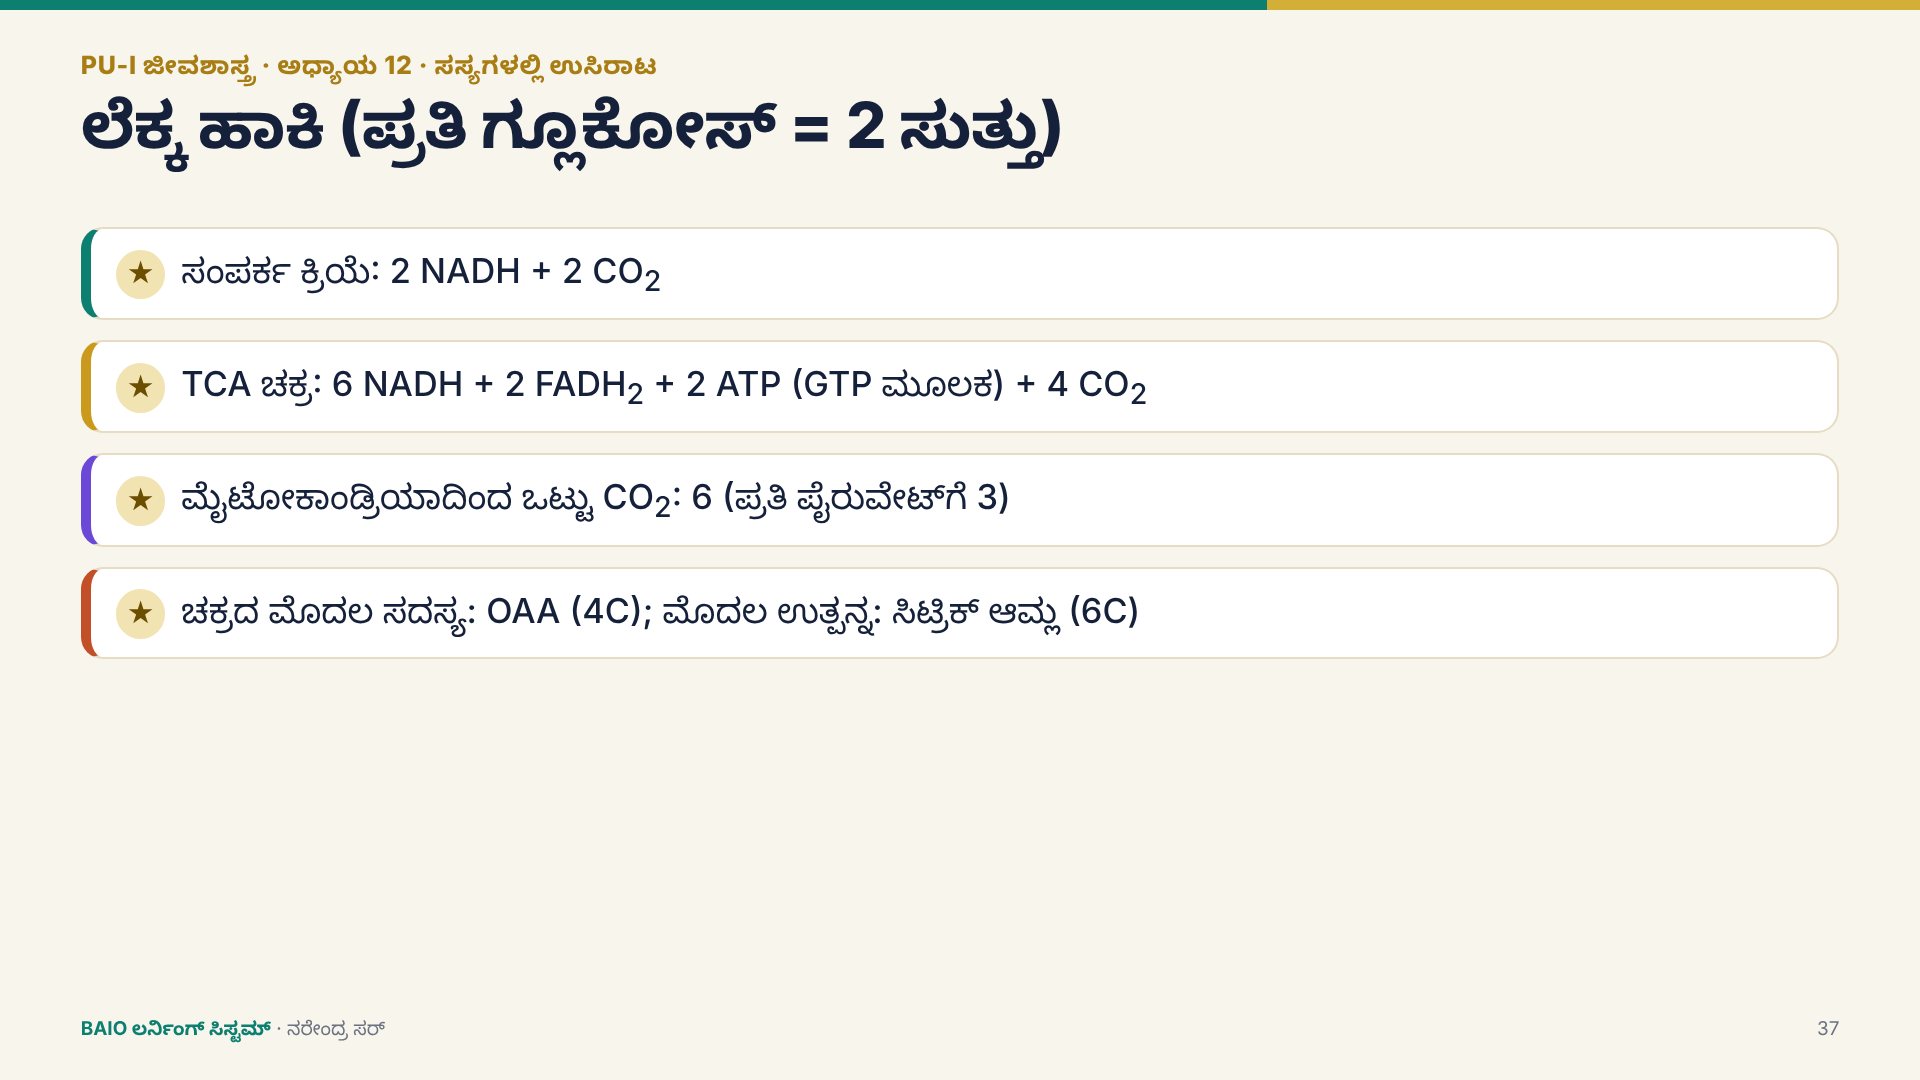 PU-I ಜೀವಶಾಸ್ತ್ರ · ಅಧ್ಯಾಯ 12 · ಸಸ್ಯಗಳಲ್ಲಿ ಉಸಿರಾಟ
ಲೆಕ್ಕ ಹಾಕಿ (ಪ್ರತಿ ಗ್ಲೂಕೋಸ್ = 2 ಸುತ್ತು)
★ ಸಂಪರ್ಕ ಕ್ರಿಯೆ: 2 NADH + 2 CO₂
★ TCA ಚಕ್ರ: 6 NADH + 2 FADH₂ + 2 ATP (GTP ಮೂಲಕ) + 4 CO₂
★ ಮೈಟೋಕಾಂಡ್ರಿಯಾದಿಂದ ಒಟ್ಟು CO₂: 6 (ಪ್ರತಿ ಪೈರುವೇಟ್‌ಗೆ 3)
★ ಚಕ್ರದ ಮೊದಲ ಸದಸ್ಯ: OAA (4C); ಮೊದಲ ಉತ್ಪನ್ನ: ಸಿಟ್ರಿಕ್ ಆಮ್ಲ (6C)
BAIO ಲರ್ನಿಂಗ್ ಸಿಸ್ಟಮ್ · ನರೇಂದ್ರ ಸರ್
37